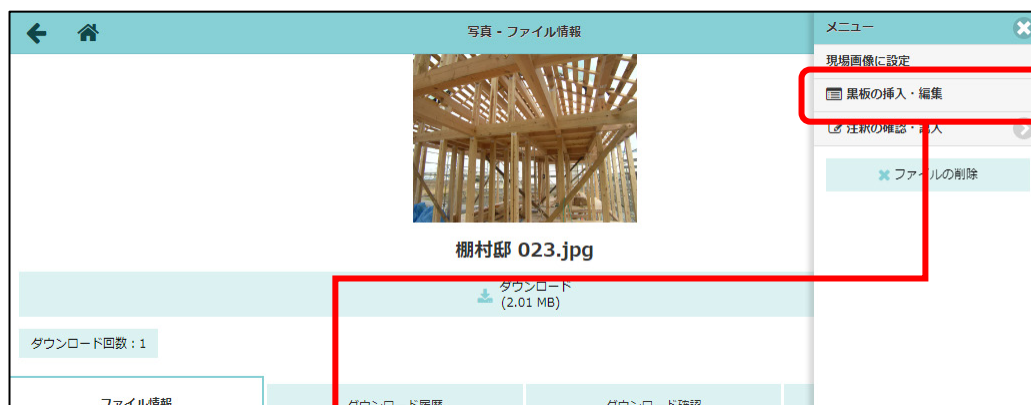 写真 - ファイル情報
メニュー
現場画像に設定
黒板の挿入・編集
注釈の確認・記入
ファイルの削除
棚村邸 023.jpg
ダウンロード
(2.01 MB)
ダウンロード回数：1
ファイル情報
ダウンロード履歴
ダウンロード確認